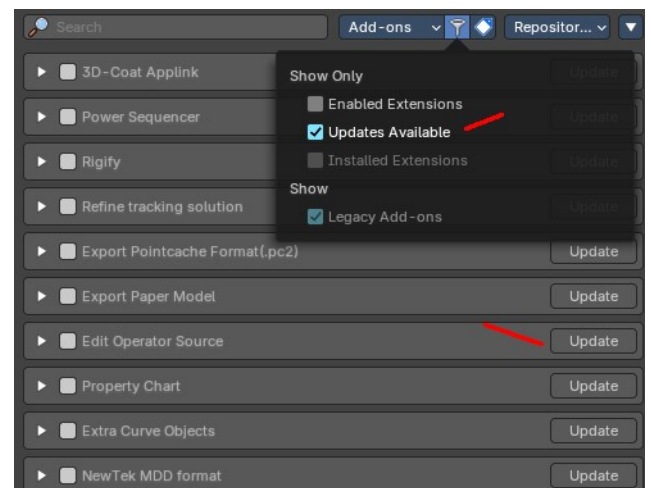 Search
Add-ons
Repositor...
3D-Coat Applink
Show Only
Update
Enabled Extensions
Power Sequencer
Update
Updates Available
Rigify
Installed Extensions
Update
Show
Refine tracking solution
Update
Legacy Add-ons
Export Pointcache Format(.pc2)
Update
Export Paper Model
Update
Edit Operator Source
Update
Property Chart
Update
Extra Curve Objects
Update
NewTek MDD format
Update